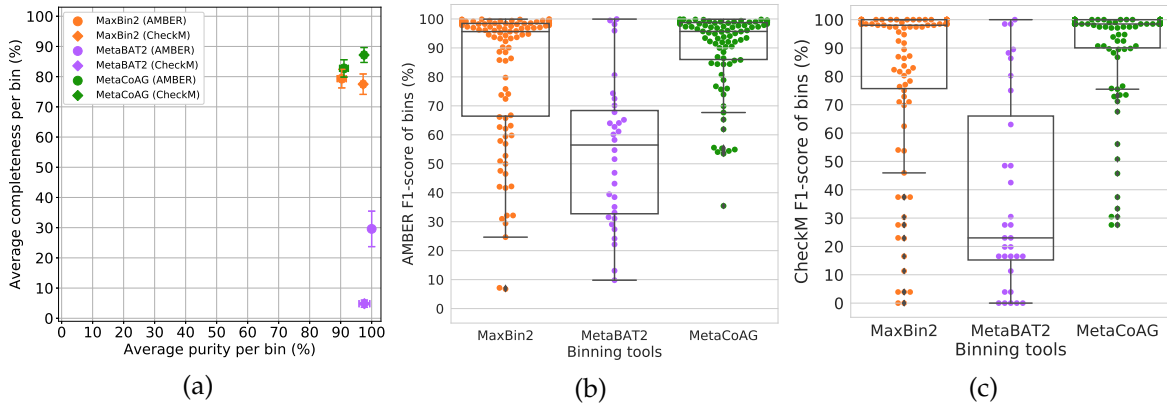 MaxBin2 (AMBER)
MaxBin2 (CheckM)
MetaBAT2 (AMBER)
MetaBAT2 (CheckM)
MetaCoAG (AMBER)
MetaCoAG (CheckM)
Average completeness per bin (%)
100
90
80
70
60
50
40
30
20
10
0
0 10 20 30 40 50 60 70 80 90 100
Average purity per bin (%)
(a)
AMBER F1-score of bins (%)
100
90
80
70
60
50
40
30
20
10
0
MaxBin2 MetaBAT2 MetaCoAG
Binning tools
(b)
CheckM F1-score of bins (%)
100
90
80
70
60
50
40
30
20
10
0
MaxBin2 MetaBAT2 MetaCoAG
Binning tools
(c)